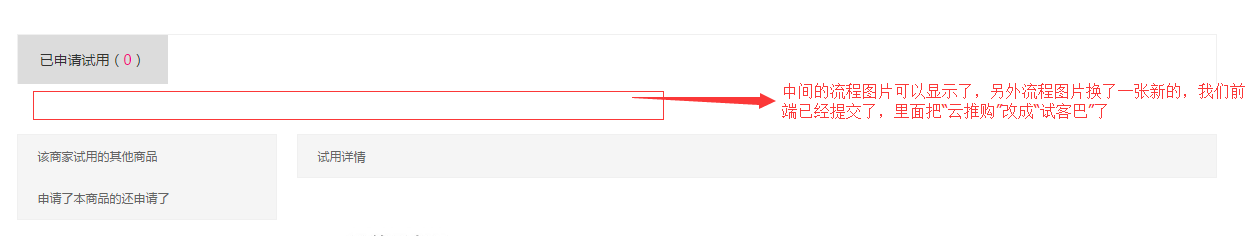 已申请试用（0）
中间的流程图片可以显示了，另外流程图片换了一张新的，我们前
端已经提交了，里面把“云推购”改成“试客巴”了
该商家试用的其他商品
试用详情
申请了本商品的还申请了